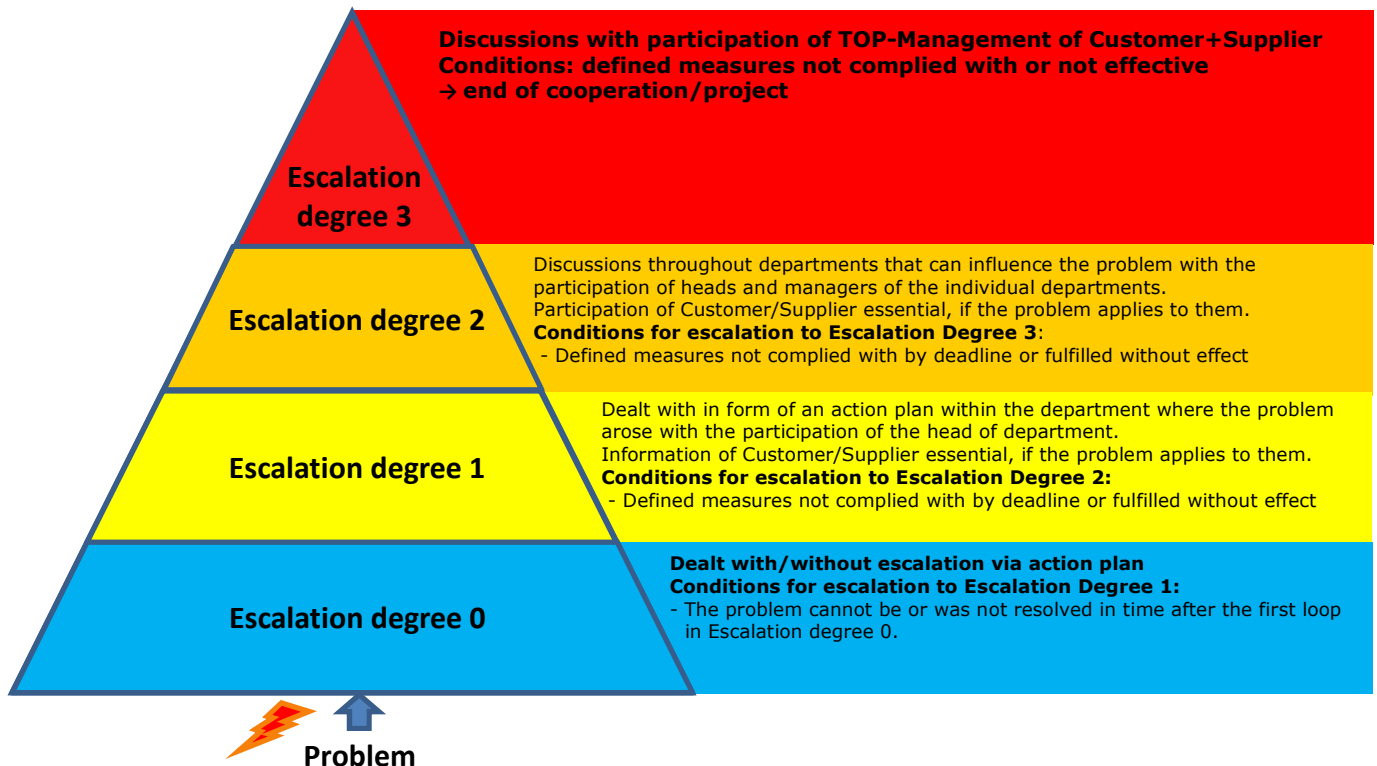 Discussions with participation of TOP-Management of Customer+Supplier
Conditions: defined measures not complied with or not effective
→ end of cooperation/project
Escalation
degree 3
Discussions throughout departments that can influence the problem with the
participation of heads and managers of the individual departments.
Participation of Customer/Supplier essential, if the problem applies to them.
Conditions for escalation to Escalation Degree 3:
- Defined measures not complied with by deadline or fulfilled without effect
Escalation degree 2
Dealt with in form of an action plan within the department where the problem
arose with the participation of the head of department.
Information of Customer/Supplier essential, if the problem applies to them.
Conditions for escalation to Escalation Degree 2:
- Defined measures not complied with by deadline or fulfilled without effect
Escalation degree 1
Dealt with/without escalation via action plan
Conditions for escalation to Escalation Degree 1:
- The problem cannot be or was not resolved in time after the first loop
in Escalation degree 0.
Escalation degree 0
Problem